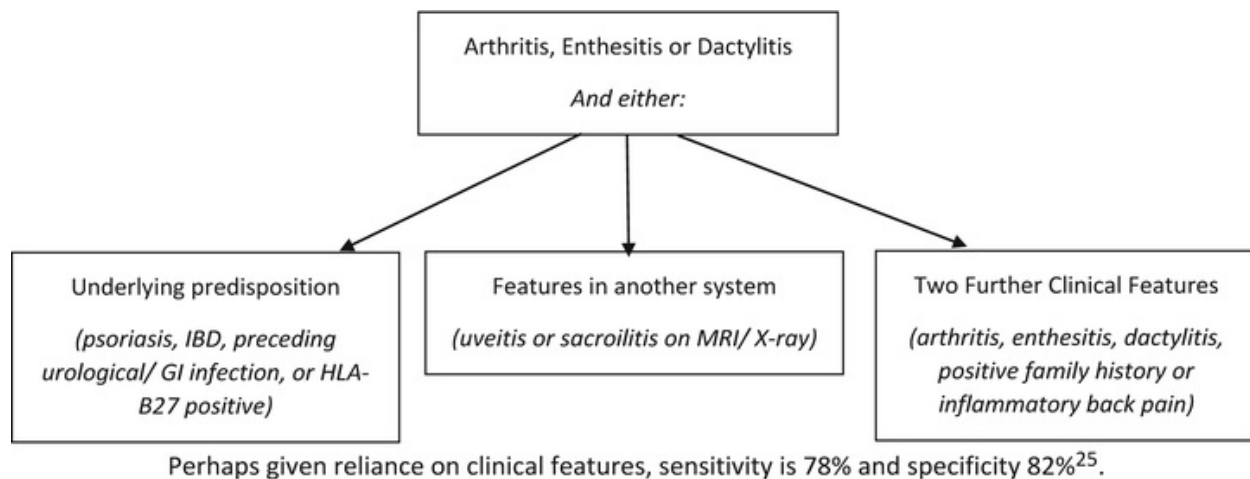 Arthritis, Enthesitis or Dactylitis
And either:
Underlying predisposition
(psoriasis, IBD, preceding
urological/ GI infection, or HLA-
B27 positive)
Features in another system
(uveitis or sacroilitis on MRI/ X-ray)
Two Further Clinical Features
(arthritis, enthesitis, dactylitis,
positive family history or
inflammatory back pain)
Perhaps given reliance on clinical features, sensitivity is 78% and specificity 82%²⁵.